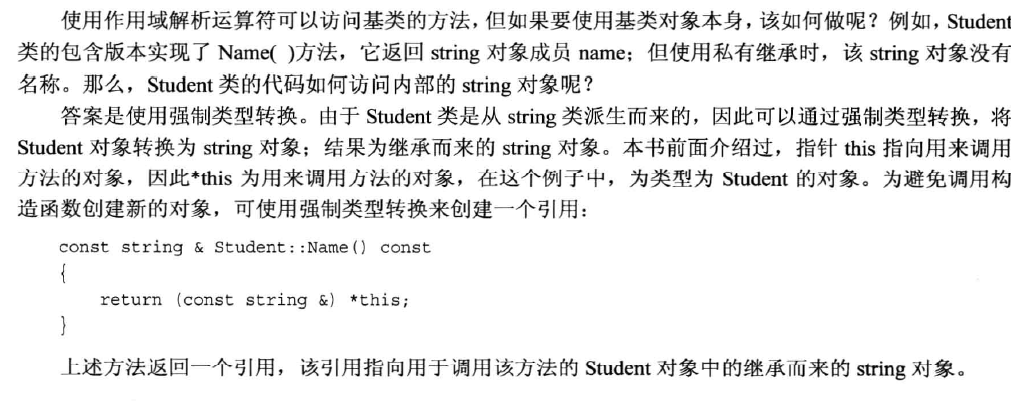 使用作用域解析运算符可以访问基类的方法，但如果要使用基类对象本身，该如何做呢？例如，Student
类的包含版本实现了 Name( )方法，它返回 string 对象成员 name；但使用私有继承时，该 string 对象没有
名称。那么，Student 类的代码如何访问内部的 string 对象呢？
答案是使用强制类型转换。由于 Student 类是从 string 类派生而来的，因此可以通过强制类型转换，将
Student 对象转换为 string 对象；结果为继承而来的 string 对象。本书前面介绍过，指针 this 指向用来调用
方法的对象，因此*this 为用来调用方法的对象，在这个例子中，为类型为 Student 的对象。为避免调用构
造函数创建新的对象，可使用强制类型转换来创建一个引用：
const string & Student::Name() const
{
return (const string &) *this;
}
上述方法返回一个引用，该引用指向用于调用该方法的 Student 对象中的继承而来的 string 对象。